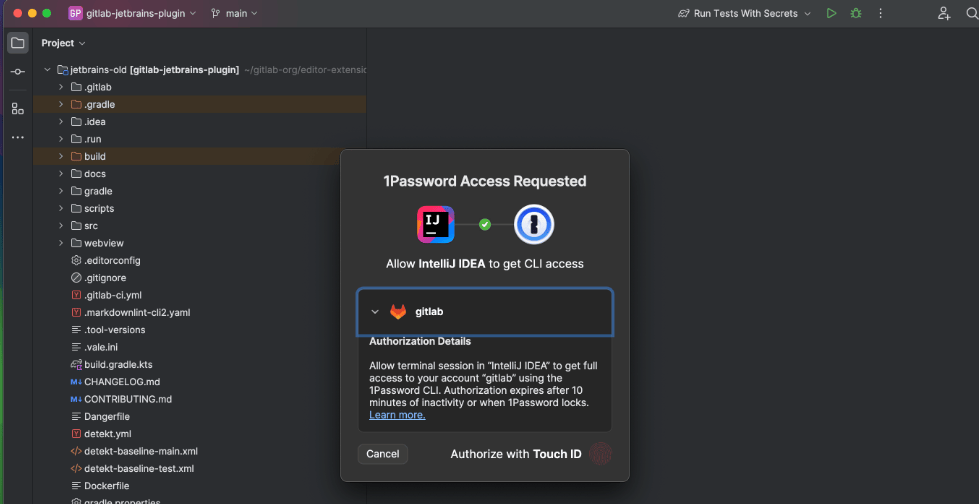 GP gitlab-jetbrains-plugin main Run Tests With Secrets
Project
jetbrains-old [gitlab-jetbrains-plugin] ~/gitlab-org/editor-extensio
.gitlab
.gradle
.idea
.run
build
docs
gradle
scripts
src
webview
.editorconfig
.gitignore
Y .gitlab-ci.yml
Y .markdownlint-cli2.yaml
.tool-versions
.vale.ini
build.gradle.kts
M↓ CHANGELOG.md
M↓ CONTRIBUTING.md
Dangerfile
Y detekt.yml
</> detekt-baseline-main.xml
</> detekt-baseline-test.xml
Dockerfile
gradle.properties
1Password Access Requested
IJ
Allow IntelliJ IDEA to get CLI access
gitlab
Authorization Details
Allow terminal session in "IntelliJ IDEA" to get full
access to your account "gitlab" using the
1Password CLI. Authorization expires after 10
minutes of inactivity or when 1Password locks.
Learn more.
Cancel Authorize with Touch ID